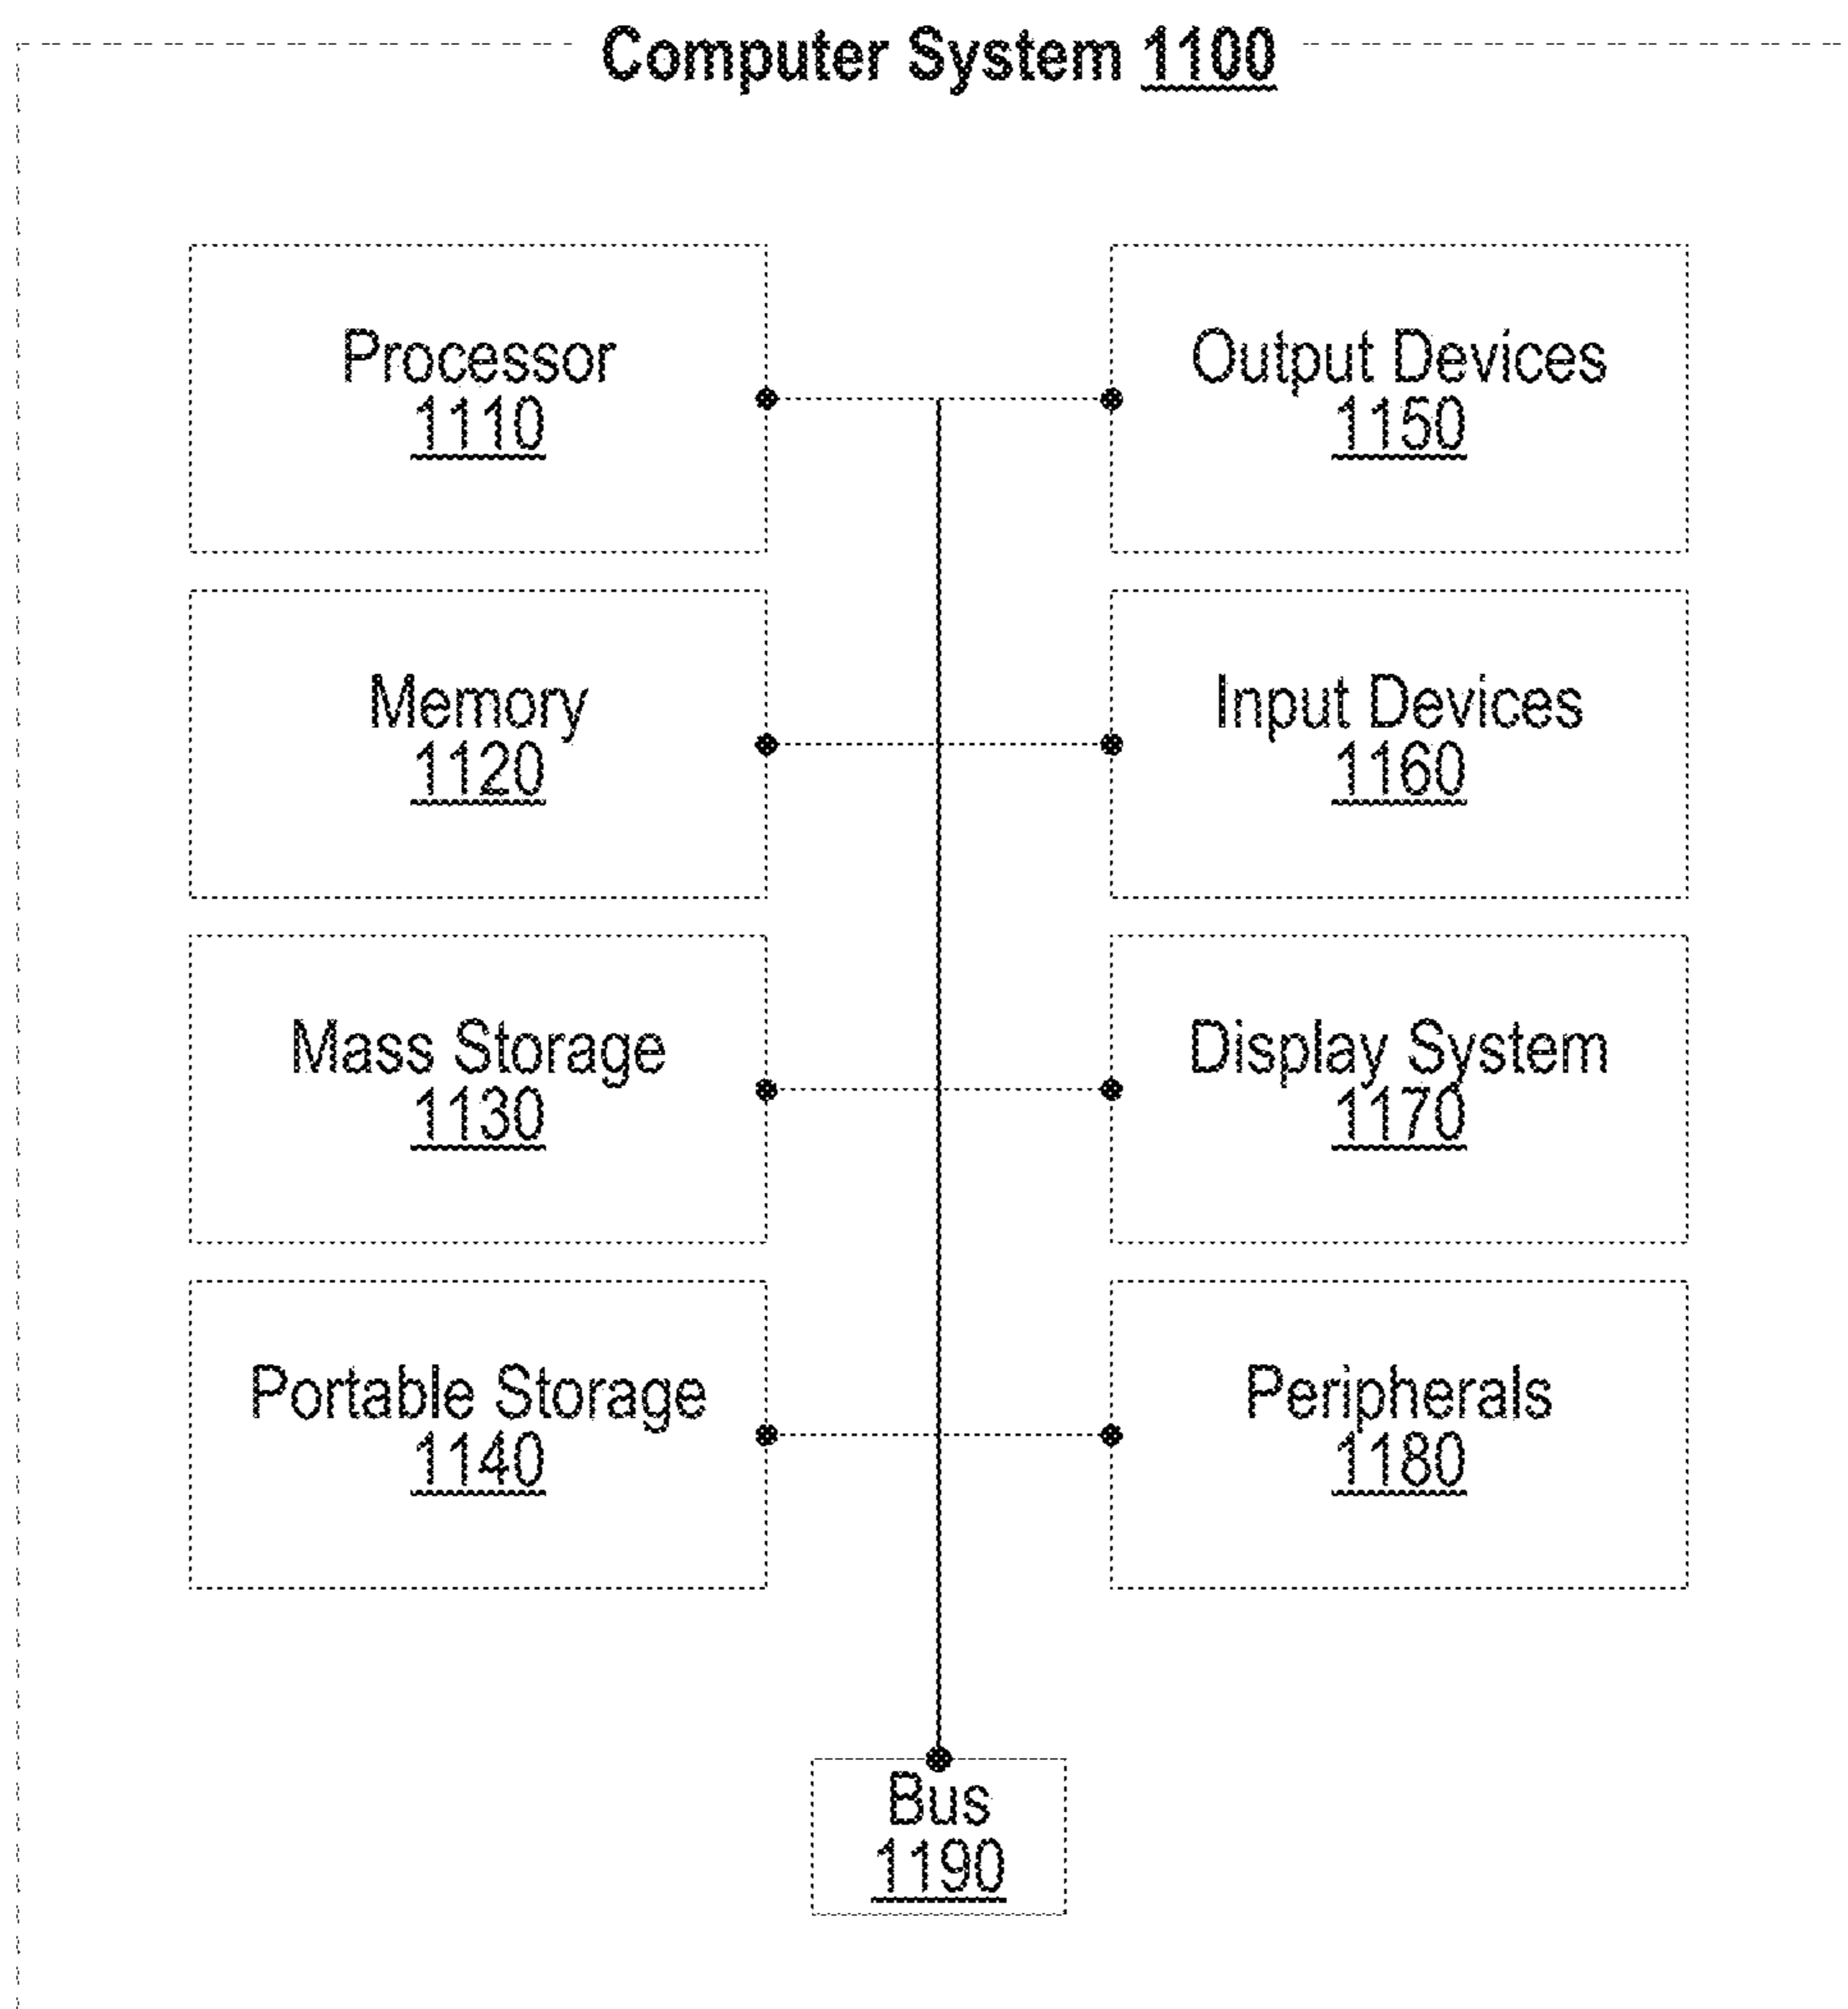 Computer System 1100
Processor
1110
Output Devices
1150
Memory
1120
Input Devices
1160
Mass Storage
1130
Display System
1170
Portable Storage
1140
Peripherals
1180
Bus
1190